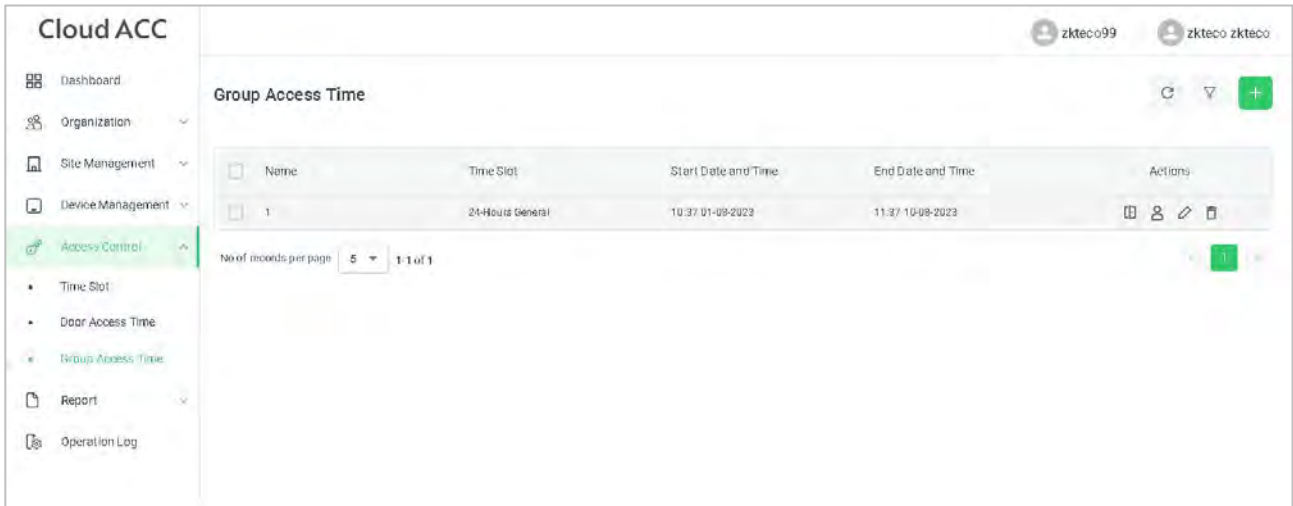 Cloud ACC
zkteco99 zkteco zkteco
Dashboard
Group Access Time
Organization
Site Management
Name Time Slot Start Date and Time End Date and Time Actions
Device Management
1 24-Hours General 10:37 01-08-2023 11:37 10-08-2023
Access Control
No of records per page 5 1-1 of 1 1
Time Slot
Door Access Time
Group Access Time
Report
Operation Log